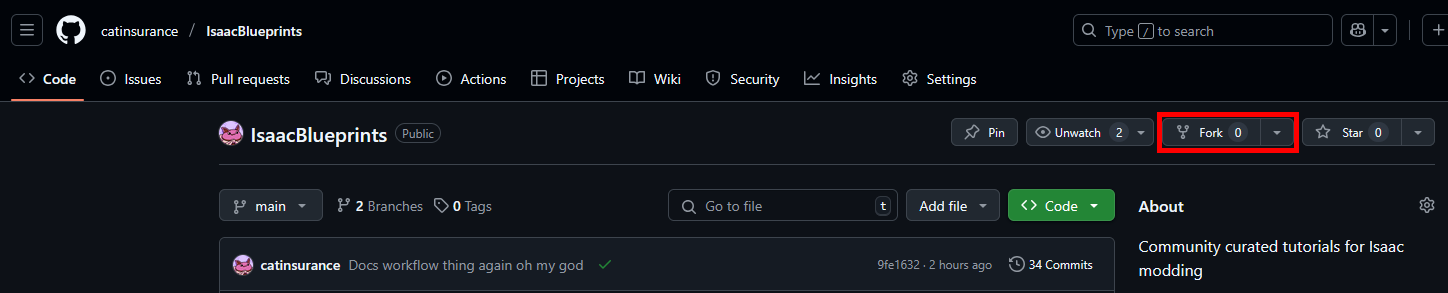 catinsurance / IsaacBlueprints Type / to search
Code Issues Pull requests Discussions Actions Projects Wiki Security Insights Settings
IsaacBlueprints Public Pin Unwatch 2 Fork 0 Star 0
main 2 Branches 0 Tags Go to file t Add file Code About
Community curated tutorials for Isaac
modding
catinsurance Docs workflow thing again oh my god 9fe1632 · 2 hours ago 34 Commits